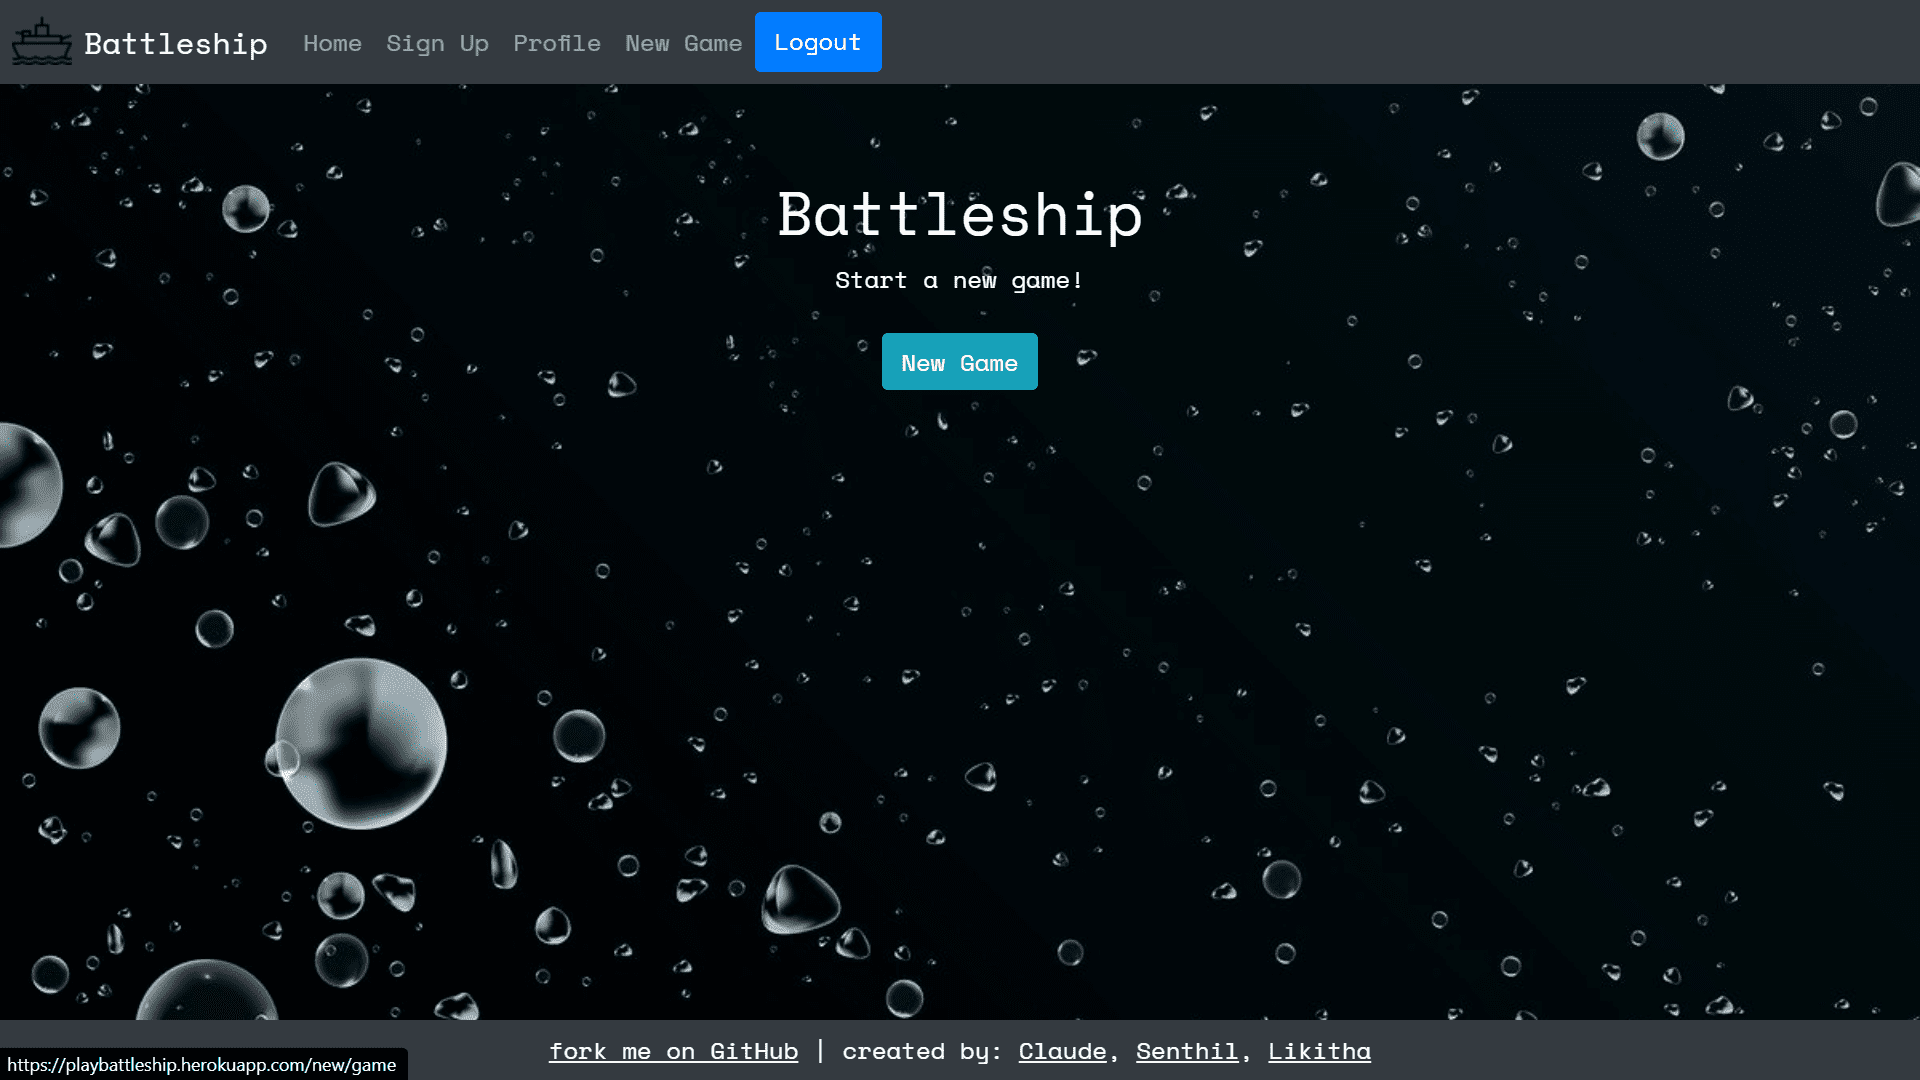 Battleship Home Sign Up Profile New Game Logout
Battleship
Start a new game!
New Game
fork me on GitHub | created by: Claude, Senthil, Likitha
https://playbattleship.herokuapp.com/new/game